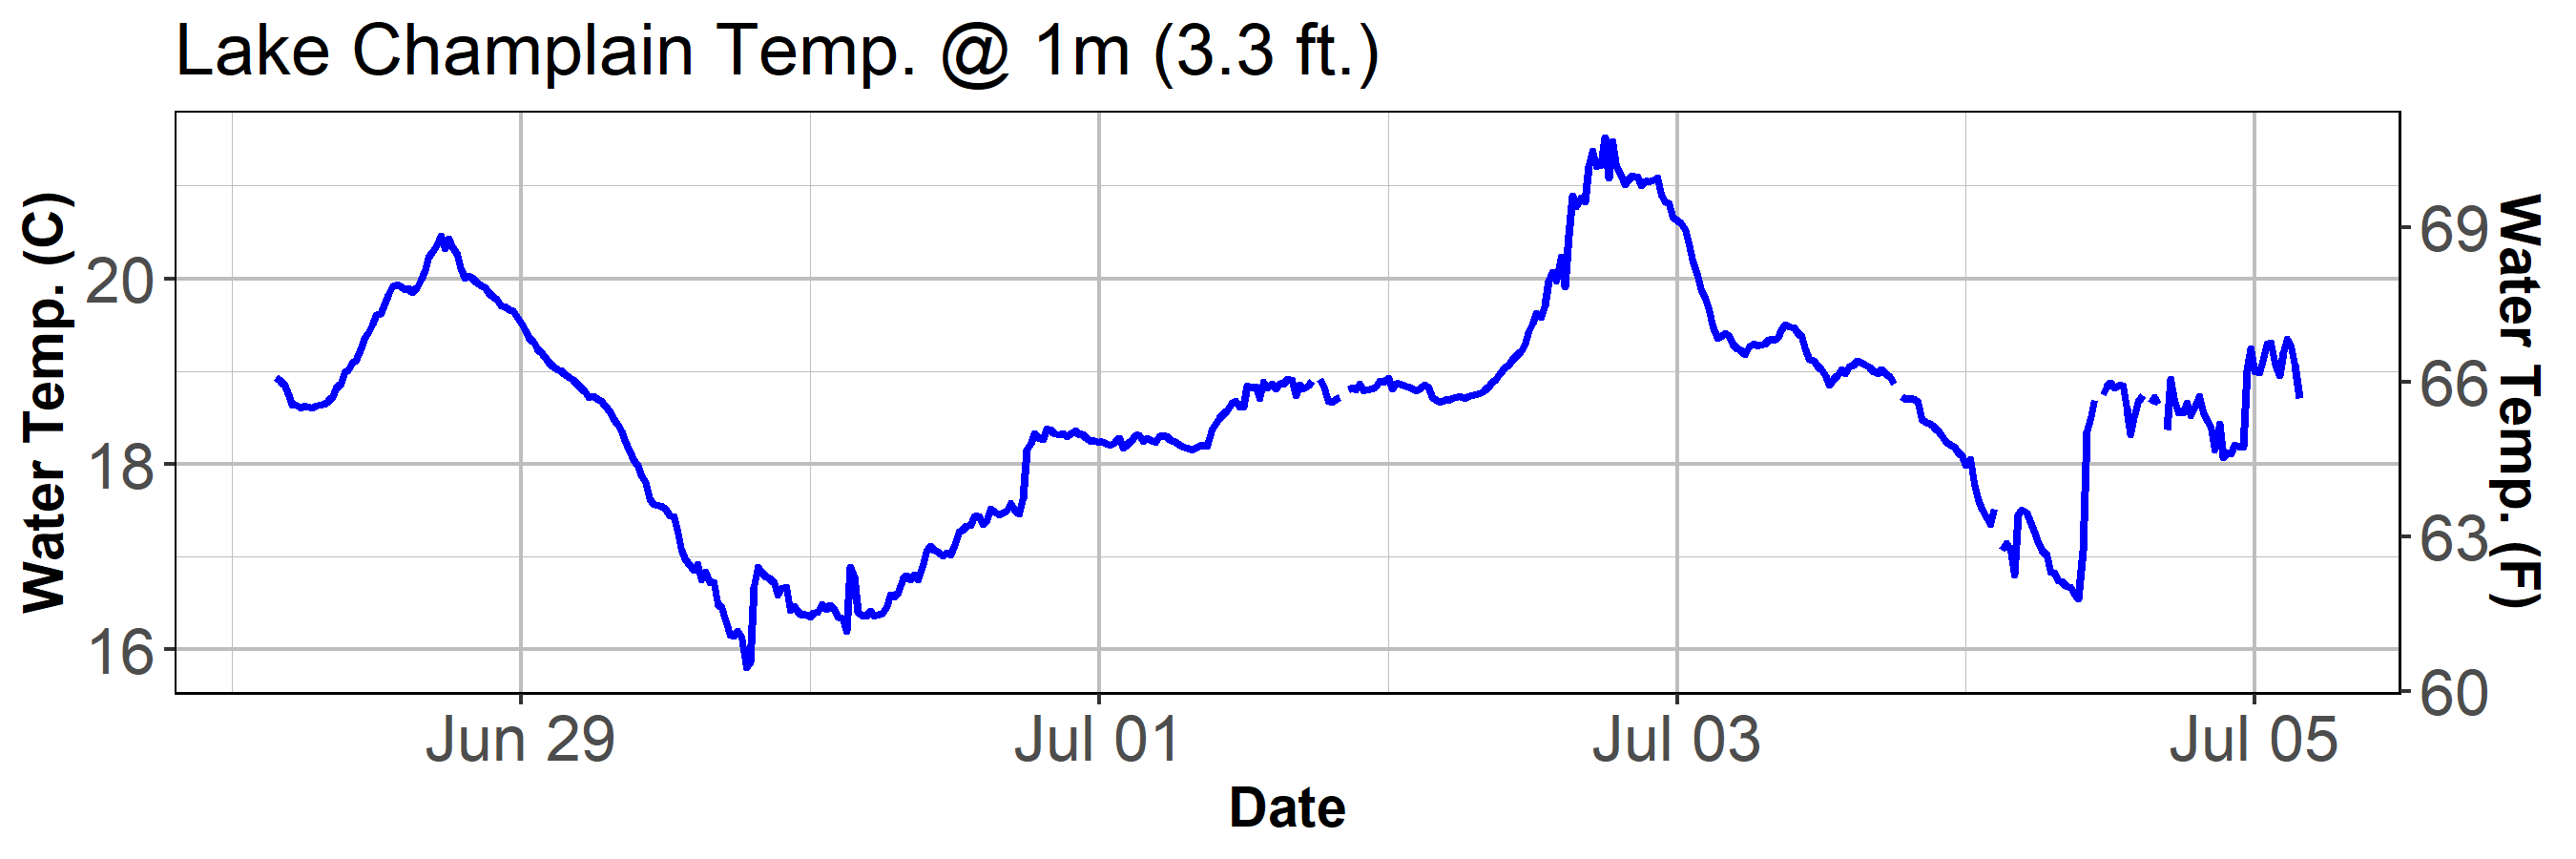 Lake Champlain Temp. @ 1m (3.3 ft.)
Water Temp. (C)
20
18
16
69
66
63
60
Water Temp. (F)
Jun 29
Jul 01
Jul 03
Jul 05
Date